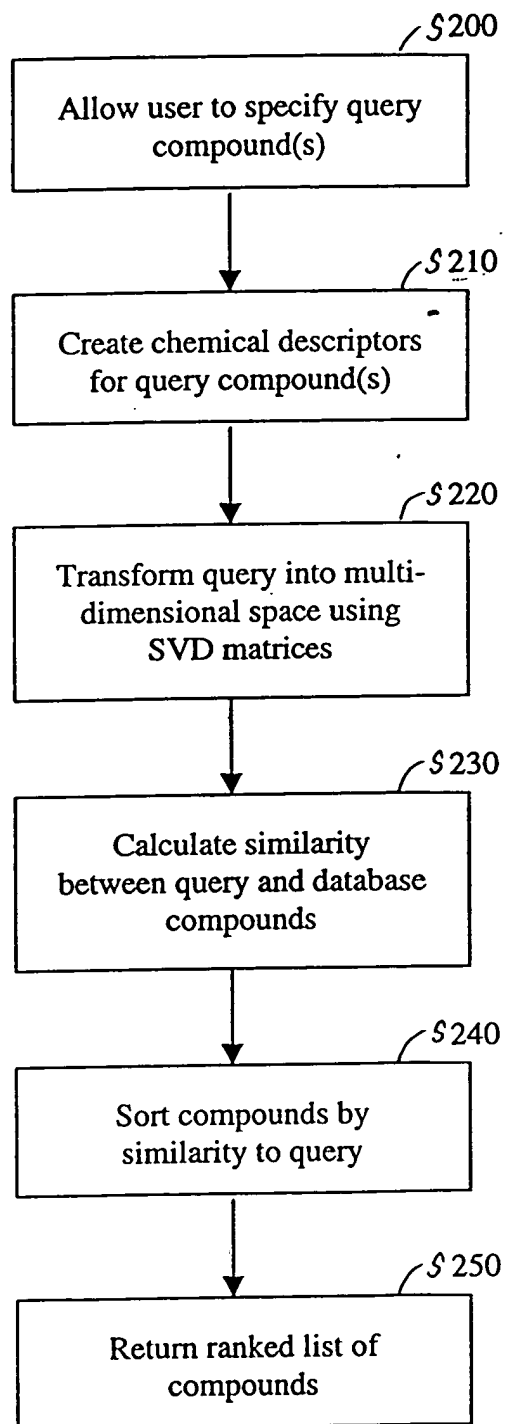 S200
Allow user to specify query
compound(s)
S210
Create chemical descriptors
for query compound(s)
S220
Transform query into multi-
dimensional space using
SVD matrices
S230
Calculate similarity
between query and database
compounds
S240
Sort compounds by
similarity to query
S250
Return ranked list of
compounds